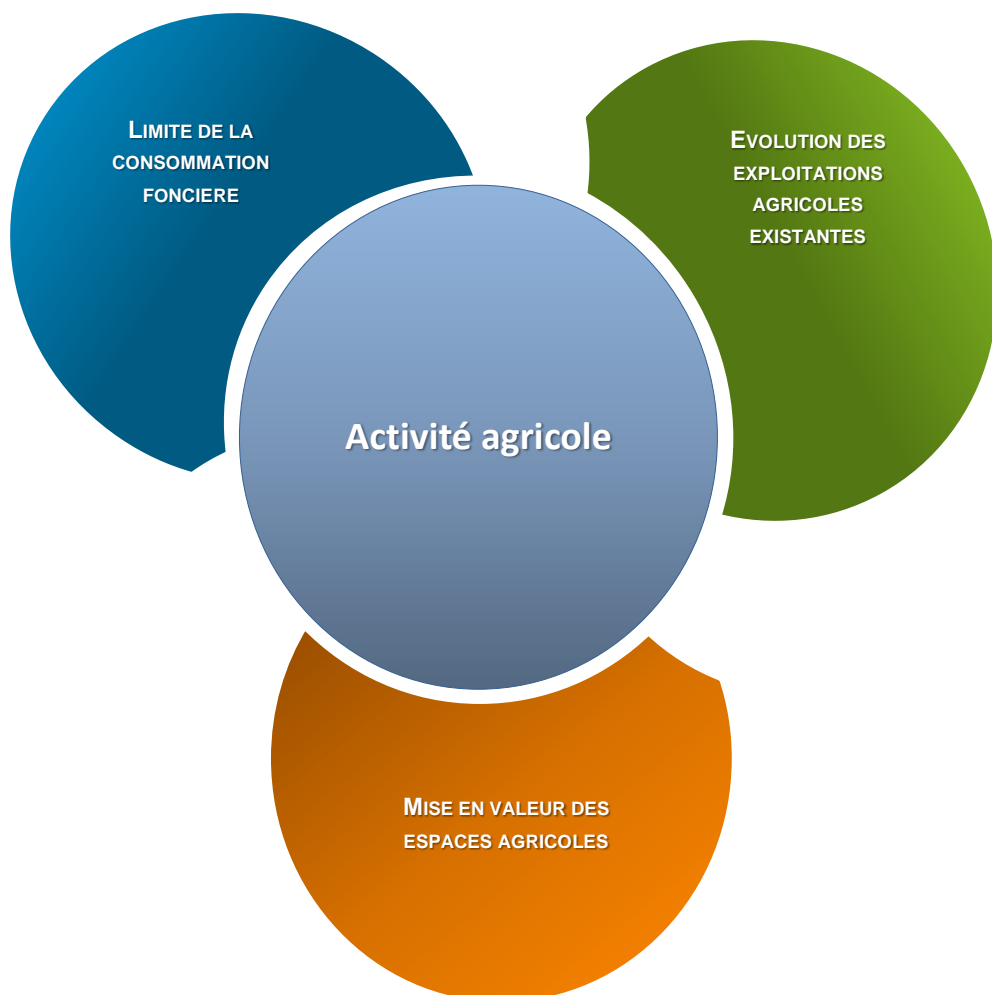 LIMITE DE LA
CONSOMMATION
FONCIERE
EVOLUTION DES
EXPLOITATIONS
AGRICOLES
EXISTANTES
Activité agricole
MISE EN VALEUR DES
ESPACES AGRICOLES